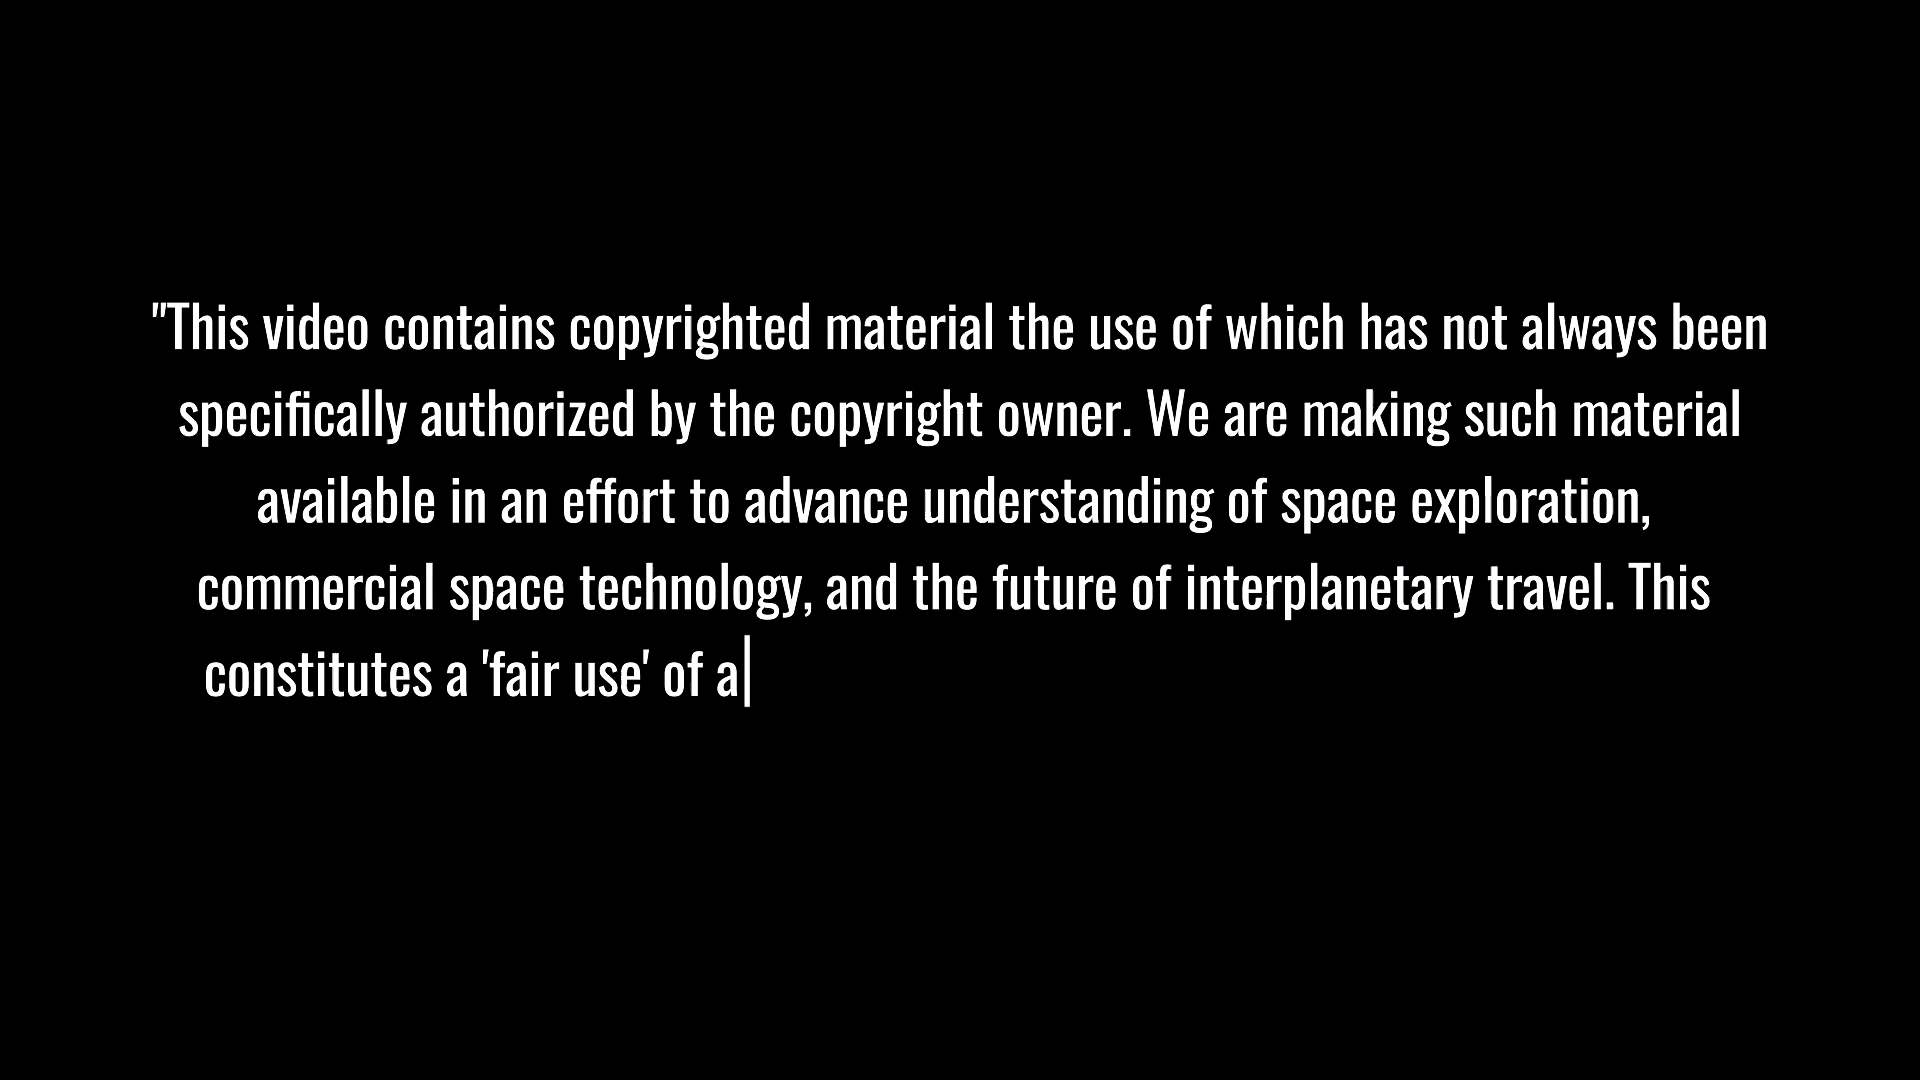 "This video contains copyrighted material the use of which has not always been
specifically authorized by the copyright owner. We are making such material
available in an effort to advance understanding of space exploration,
commercial space technology, and the future of interplanetary travel. This
constitutes a 'fair use' of a